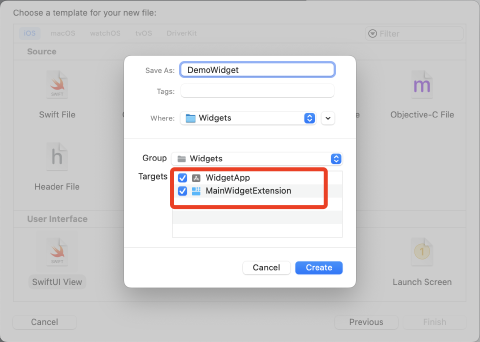 Choose a template for your new file:
iOS macOS watchOS tvOS DriverKit Filter
Source
Save As: DemoWidget
Tags:
Where: Widgets
Swift File
Objective-C File
m
h
Header File
Group Widgets
Targets WidgetApp
MainWidgetExtension
User Interface
Cancel Create
SwiftUI View
Launch Screen
Cancel Previous Finish